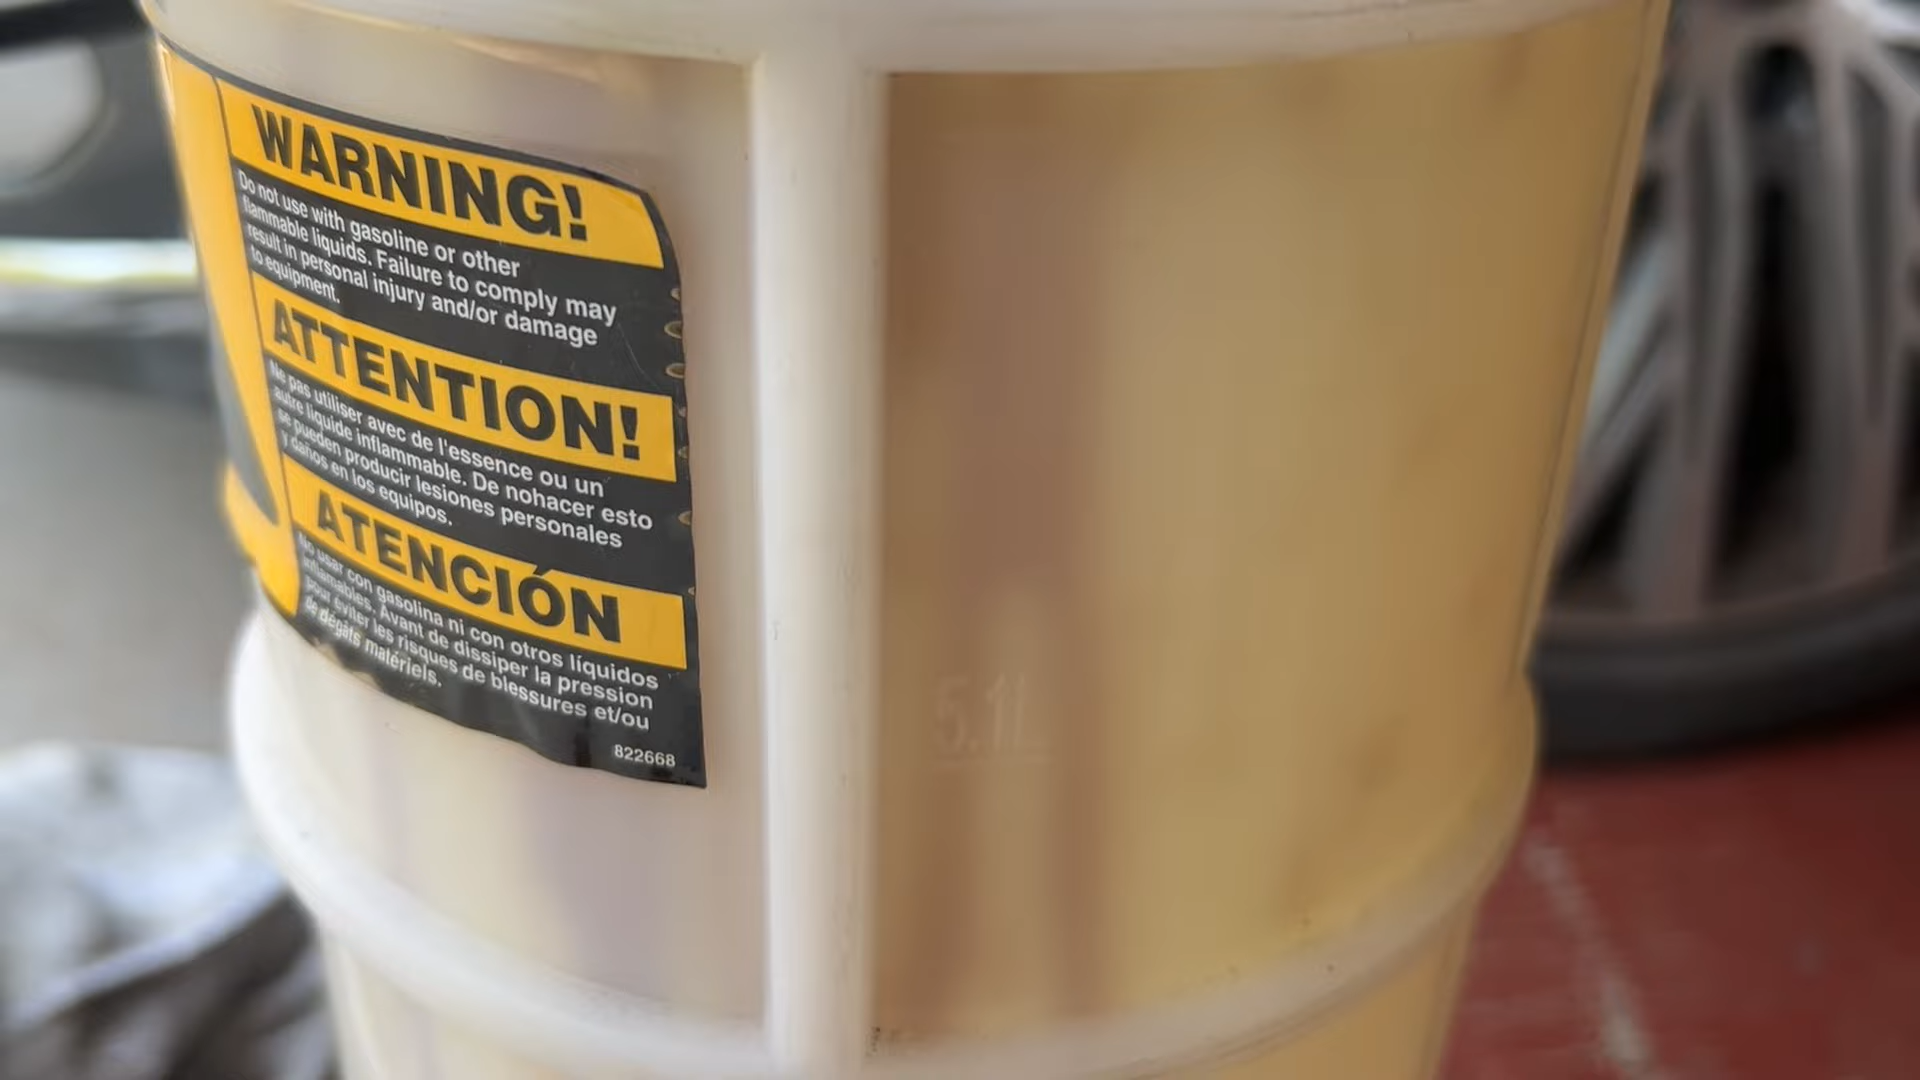 WARNING!
Do not use with gasoline or other
flammable liquids. Failure to comply may
result in personal injury and/or damage
to equipment.
ATTENTION!
Ne pas utiliser avec de l'essence ou un
autre liquide inflammable. De nohacer esto
se pueden producir lesiones personales
y daños en los equipos.
ATENCIÓN
No usar con gasolina ni con otros líquidos
inflamables. Avant de dissiper la pression
pour éviter les risques de blessures et/ou
de dégâts matériels.
822668
5.1L